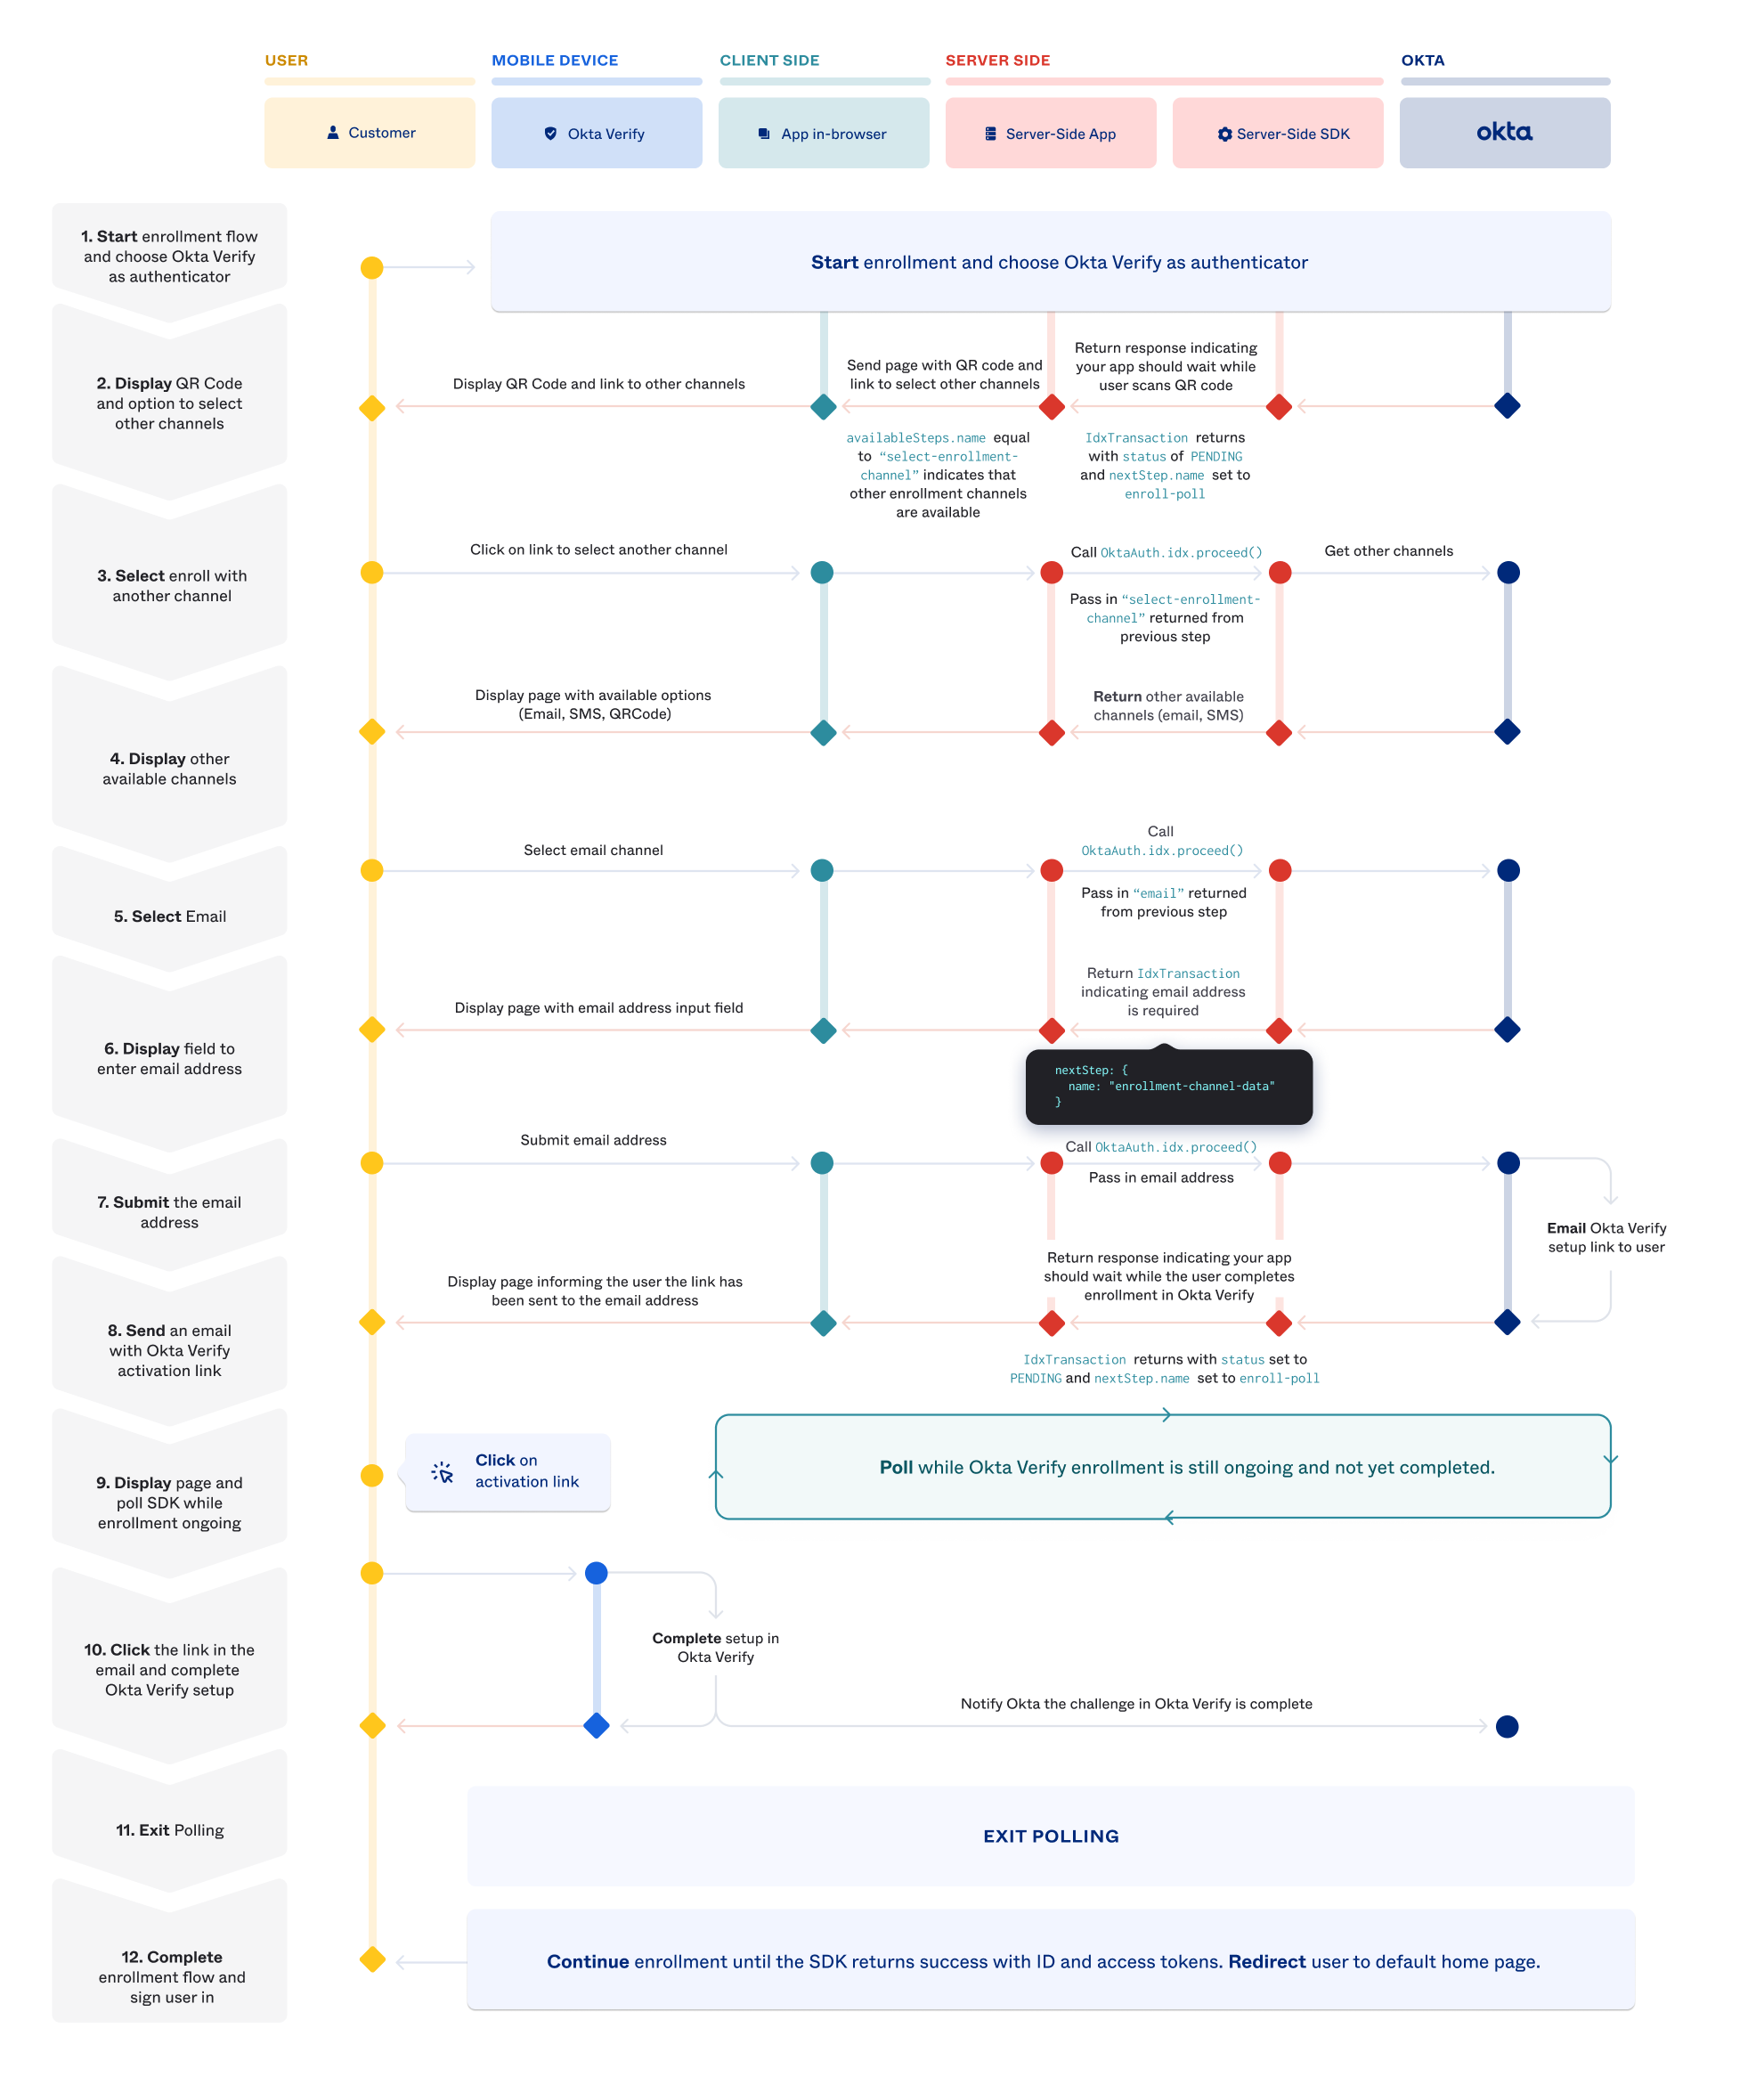 USER
MOBILE DEVICE
CLIENT SIDE
SERVER SIDE
OKTA
Customer
Okta Verify
App in-browser
Server-Side App
Server-Side SDK
okta
1. Start enrollment flow
and choose Okta Verify
as authenticator
Start enrollment and choose Okta Verify as authenticator
2. Display QR Code
and option to select
other channels
Display QR Code and link to other channels
Send page with QR code and
link to select other channels
Return response indicating
your app should wait while
user scans QR code
availableSteps.name equal
to “select-enrollment-
channel” indicates that
other enrollment channels
are available
IdxTransaction returns
with status of PENDING
and nextStep.name set to
enroll-poll
3. Select enroll with
another channel
Click on link to select another channel
Call OktaAuth.idx.proceed()
Get other channels
Pass in “select-enrollment-
channel” returned from
previous step
4. Display other
available channels
Display page with available options
(Email, SMS, QRCode)
Return other available
channels (email, SMS)
5. Select Email
Select email channel
Call
OktaAuth.idx.proceed()
Pass in “email” returned
from previous step
6. Display field to
enter email address
Display page with email address input field
Return IdxTransaction
indicating email address
is required
nextStep: {
name: "enrollment-channel-data"
}
7. Submit the email
address
Submit email address
Call OktaAuth.idx.proceed()
Pass in email address
Email Okta Verify
setup link to user
8. Send an email
with Okta Verify
activation link
Display page informing the user the link has
been sent to the email address
Return response indicating your app
should wait while the user completes
enrollment in Okta Verify
IdxTransaction returns with status set to
PENDING and nextStep.name set to enroll-poll
9. Display page and
poll SDK while
enrollment ongoing
Click on
activation link
Poll while Okta Verify enrollment is still ongoing and not yet completed.
10. Click the link in the
email and complete
Okta Verify setup
Complete setup in
Okta Verify
Notify Okta the challenge in Okta Verify is complete
11. Exit Polling
EXIT POLLING
12. Complete
enrollment flow and
sign user in
Continue enrollment until the SDK returns success with ID and access tokens. Redirect user to default home page.